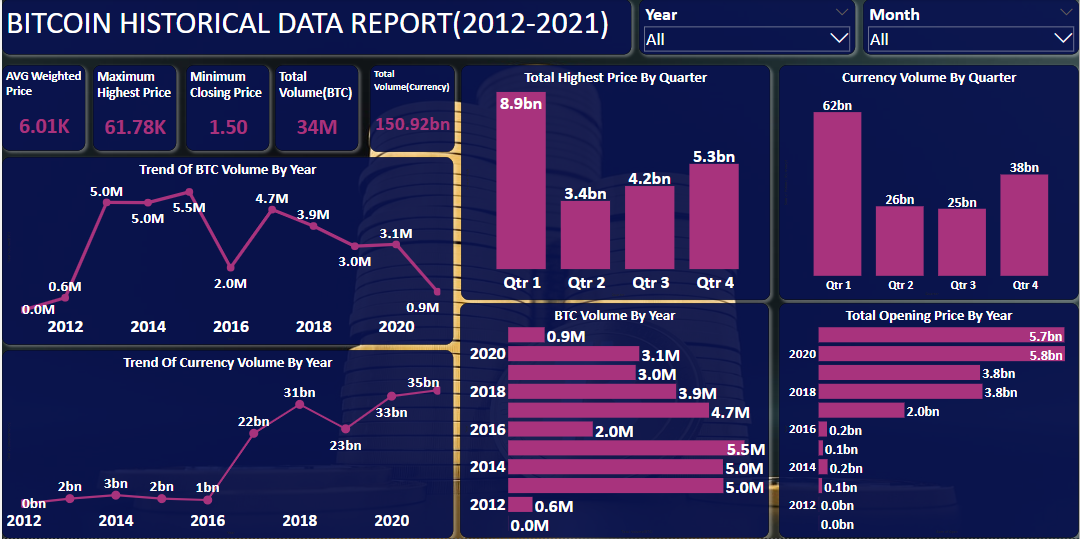 BITCOIN HISTORICAL DATA REPORT(2012-2021)
Year
All
Month
All
AVG Weighted
Price
6.01K
Maximum
Highest Price
61.78K
Minimum
Closing Price
1.50
Total
Volume(BTC)
34M
Total
Volume(Currency)
150.92bn
Trend Of BTC Volume By Year
0.0M
0.6M
5.0M
5.0M
5.5M
2.0M
4.7M
3.9M
3.0M
3.1M
0.9M
2012 2014 2016 2018 2020
Trend Of Currency Volume By Year
0bn
2bn
3bn
2bn
1bn
22bn
31bn
23bn
33bn
35bn
2012 2014 2016 2018 2020
Total Highest Price By Quarter
8.9bn
3.4bn
4.2bn
5.3bn
Qtr 1 Qtr 2 Qtr 3 Qtr 4
Currency Volume By Quarter
62bn
26bn
25bn
38bn
Qtr 1 Qtr 2 Qtr 3 Qtr 4
BTC Volume By Year
0.9M
2020 3.1M
3.0M
2018 3.9M
4.7M
2016 2.0M
5.5M
2014 5.0M
5.0M
2012 0.6M
0.0M
Total Opening Price By Year
5.7bn
2020 5.8bn
3.8bn
2018 3.8bn
2.0bn
2016 0.2bn
0.1bn
2014 0.2bn
0.1bn
2012 0.0bn
0.0bn